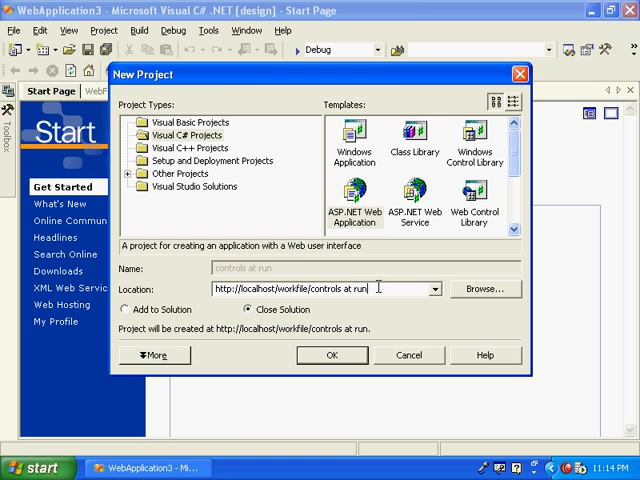 WebApplication3 - Microsoft Visual C# .NET [design] - Start Page
File Edit View Project Build Debug Tools Window Help
Debug
Start Page WebF
Toolbox
Start
Get Started
What's New
Online Commun
Headlines
Search Online
Downloads
XML Web Servic
Web Hosting
My Profile
New Project
Project Types:
Visual Basic Projects
Visual C# Projects
Visual C++ Projects
Setup and Deployment Projects
Other Projects
Visual Studio Solutions
Templates:
Windows Application
Class Library
Windows Control Library
ASP.NET Web Application
ASP.NET Web Service
Web Control Library
A project for creating an application with a Web user interface
Name: controls at run
Location: http://localhost/workfile/controls at run Browse...
Add to Solution Close Solution
Project will be created at http://localhost/workfile/controls at run.
More OK Cancel Help
start WebApplication3 - Mi... 11:14 PM